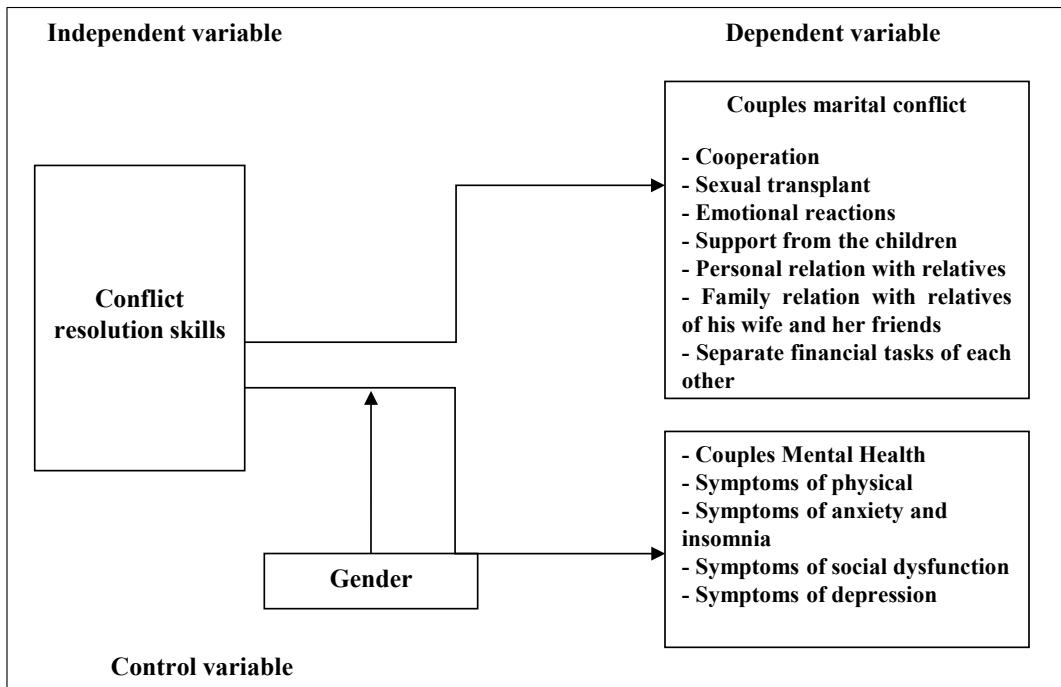 Independent variable
Dependent variable
Couples marital conflict
- Cooperation
- Sexual transplant
- Emotional reactions
- Support from the children
- Personal relation with relatives
- Family relation with relatives
of his wife and her friends
- Separate financial tasks of each
other
Conflict
resolution skills
- Couples Mental Health
- Symptoms of physical
- Symptoms of anxiety and
insomnia
- Symptoms of social dysfunction
- Symptoms of depression
Gender
Control variable